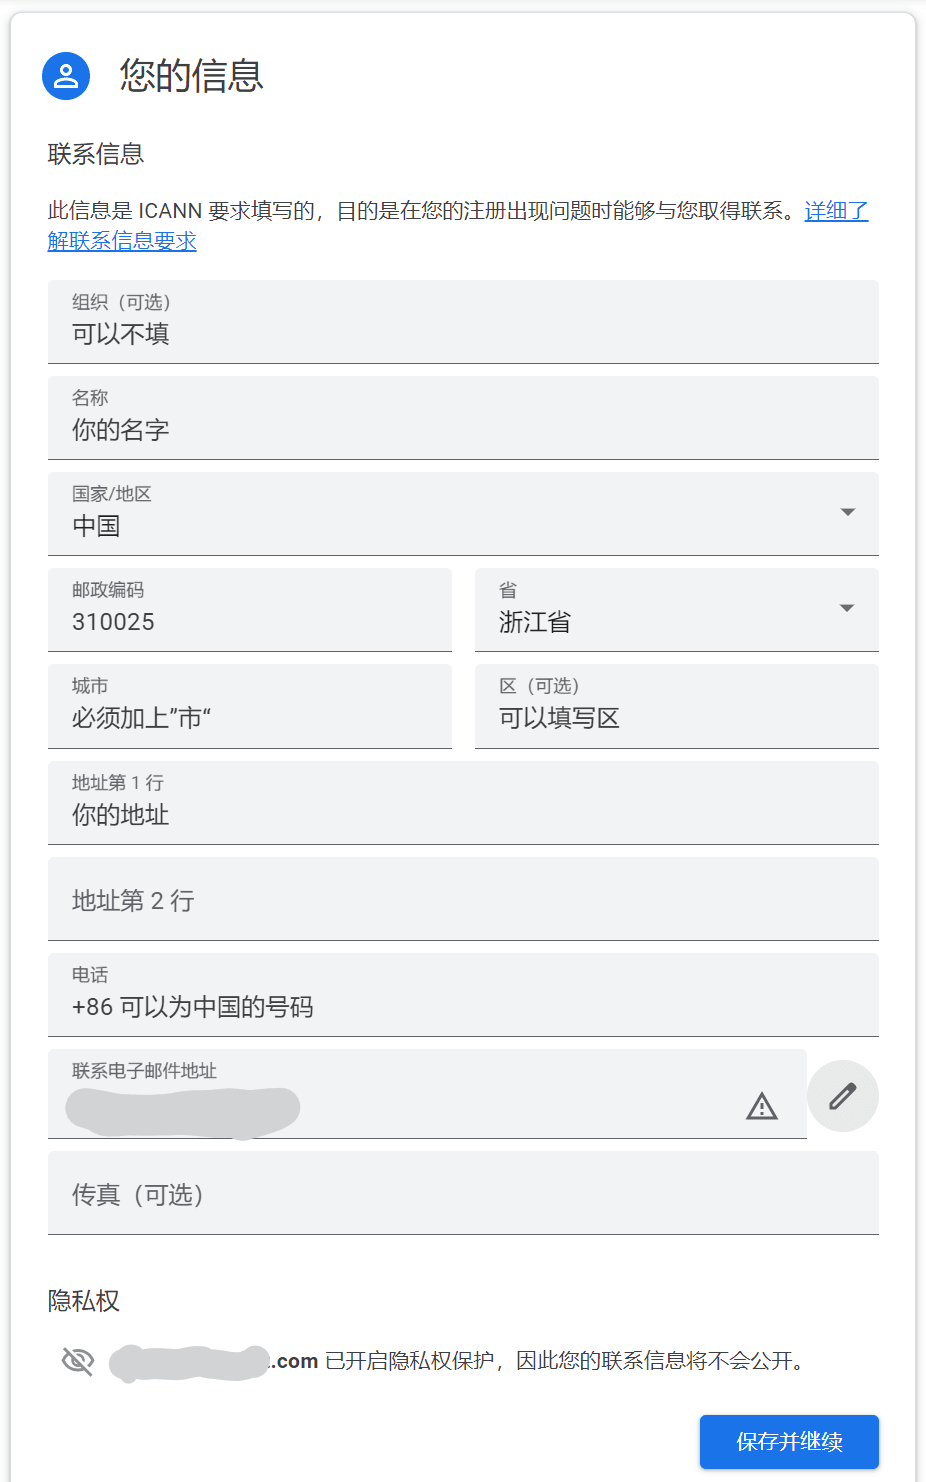 您的信息
联系信息
此信息是 ICANN 要求填写的，目的是在您的注册出现问题时能够与您取得联系。详细了
解联系信息要求
组织（可选）
可以不填
名称
你的名字
国家/地区
中国
邮政编码
310025
省
浙江省
城市
必须加上”市“
区（可选）
可以填写区
地址第 1 行
你的地址
地址第 2 行
电话
+86 可以为中国的号码
联系电子邮件地址
传真（可选）
隐私权
.com 已开启隐私权保护，因此您的联系信息将不会公开。
保存并继续